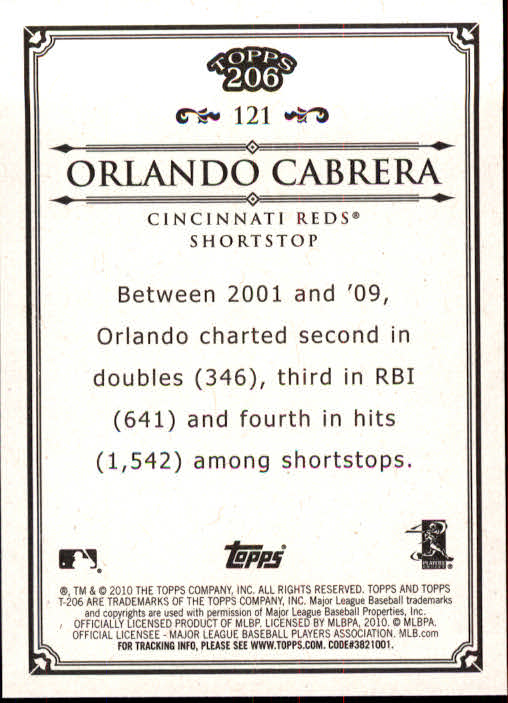 TOPPS
206
121
ORLANDO CABRERA
CINCINNATI REDS®
SHORTSTOP
Between 2001 and '09,
Orlando charted second in
doubles (346), third in RBI
(641) and fourth in hits
(1,542) among shortstops.
Topps®
PLAYERS
CHOICE
®, TM & © 2010 THE TOPPS COMPANY, INC. ALL RIGHTS RESERVED. TOPPS AND TOPPS
T-206 ARE TRADEMARKS OF THE TOPPS COMPANY, INC. Major League Baseball trademarks
and copyrights are used with permission of Major League Baseball Properties, Inc.
OFFICIALLY LICENSED PRODUCT OF MLBP. LICENSED BY MLBPA, 2010. © MLBPA.
OFFICIAL LICENSEE - MAJOR LEAGUE BASEBALL PLAYERS ASSOCIATION. MLB.com
FOR TRACKING INFO, PLEASE SEE WWW.TOPPS.COM. CODE#3821001.